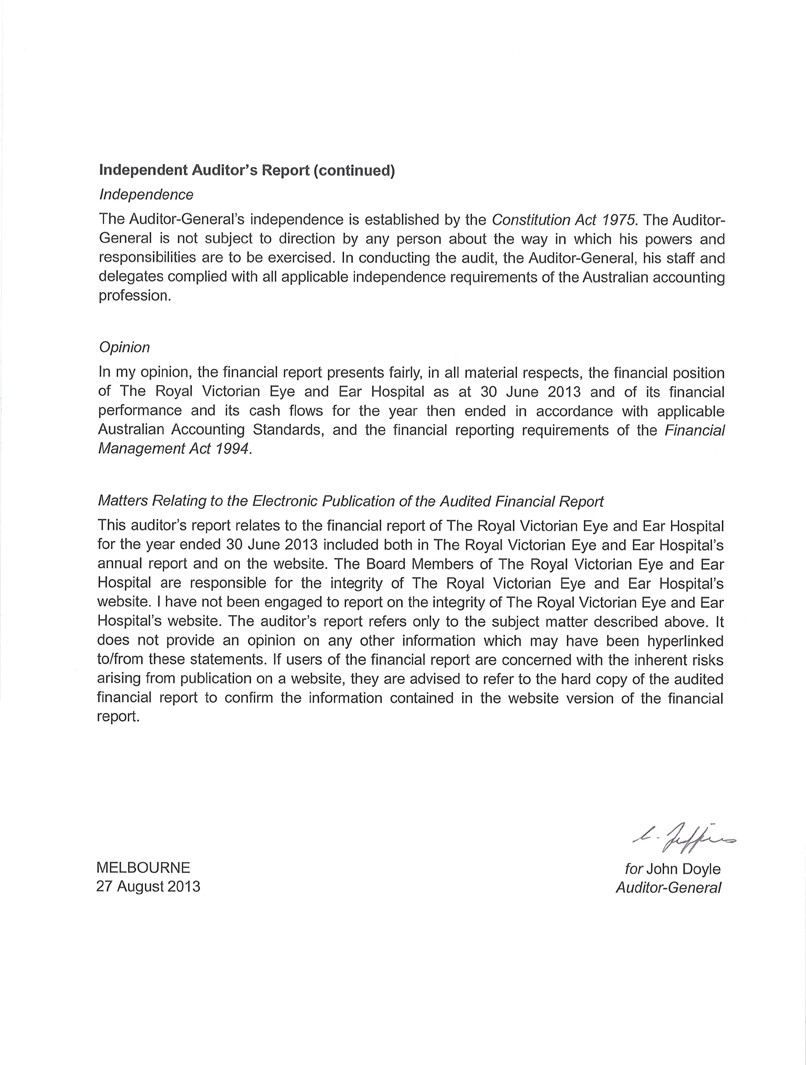 Independent Auditor's Report (continued)
Independence
The Auditor-General's independence is established by the Constitution Act 1975. The Auditor-
General is not subject to direction by any person about the way in which his powers and
responsibilities are to be exercised. In conducting the audit, the Auditor-General, his staff and
delegates complied with all applicable independence requirements of the Australian accounting
profession.
Opinion
In my opinion, the financial report presents fairly, in all material respects, the financial position
of The Royal Victorian Eye and Ear Hospital as at 30 June 2013 and of its financial
performance and its cash flows for the year then ended in accordance with applicable
Australian Accounting Standards, and the financial reporting requirements of the Financial
Management Act 1994.
Matters Relating to the Electronic Publication of the Audited Financial Report
This auditor's report relates to the financial report of The Royal Victorian Eye and Ear Hospital
for the year ended 30 June 2013 included both in The Royal Victorian Eye and Ear Hospital's
annual report and on the website. The Board Members of The Royal Victorian Eye and Ear
Hospital are responsible for the integrity of The Royal Victorian Eye and Ear Hospital's
website. I have not been engaged to report on the integrity of The Royal Victorian Eye and Ear
Hospital's website. The auditor's report refers only to the subject matter described above. It
does not provide an opinion on any other information which may have been hyperlinked
to/from these statements. If users of the financial report are concerned with the inherent risks
arising from publication on a website, they are advised to refer to the hard copy of the audited
financial report to confirm the information contained in the website version of the financial
report.
MELBOURNE
27 August 2013
for John Doyle
Auditor-General